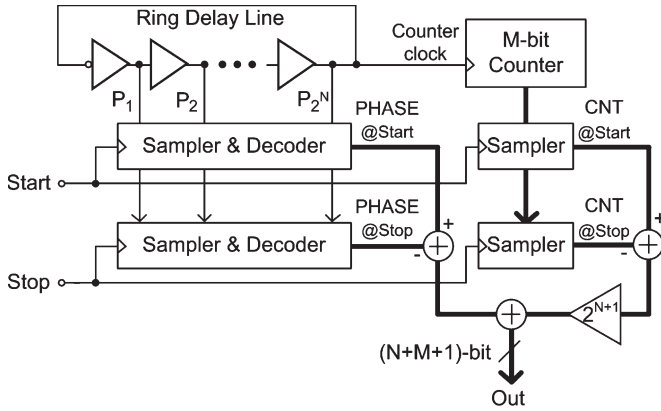 Ring Delay Line
P1
P2
P2N
Counter
clock
M-bit
Counter
PHASE
@Start
CNT
@Start
Sampler & Decoder
Sampler
Start
PHASE
@Stop
CNT
@Stop
Sampler & Decoder
Sampler
Stop
+
-
+
+
-
+
+
2N+1
(N+M+1)-bit
Out